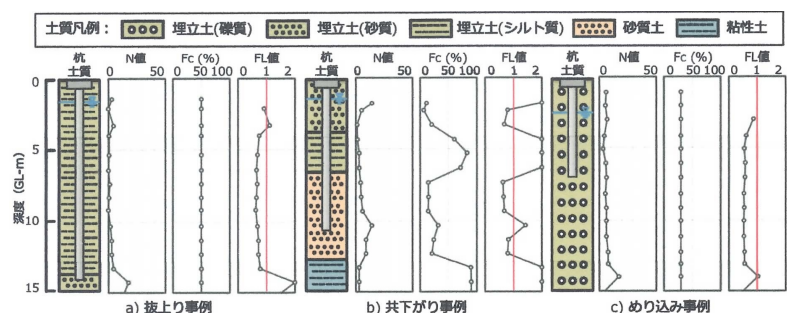 土質凡例： 埋立土(礫質) 埋立土(砂質) 埋立土(シルト質) 砂質土 粘性土
杭 N値 Fc (%) FL値 杭 N値 Fc (%) FL値 杭 N値 Fc (%) FL値
土質 0 50 0 50 100 0 1 2 土質 0 50 0 50 100 0 1 2 土質 0 50 0 50 100 0 1 2
0
5
10
15
深度（GL-m）
a) 抜上り事例 b) 共下がり事例 c) めり込み事例